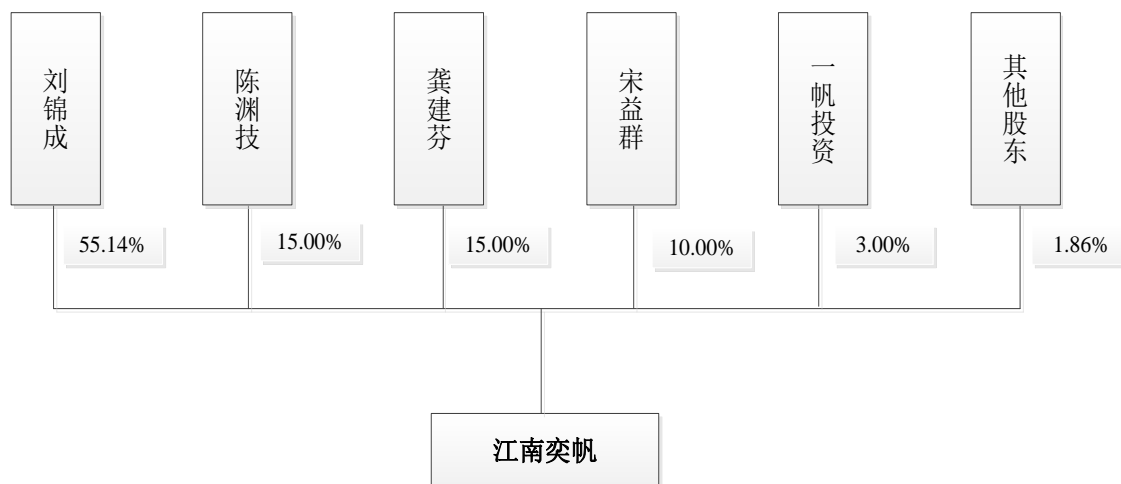 刘锦成
陈渊技
龚建芬
宋益群
一帆投资
其他股东
55.14%
15.00%
15.00%
10.00%
3.00%
1.86%
江南奕帆